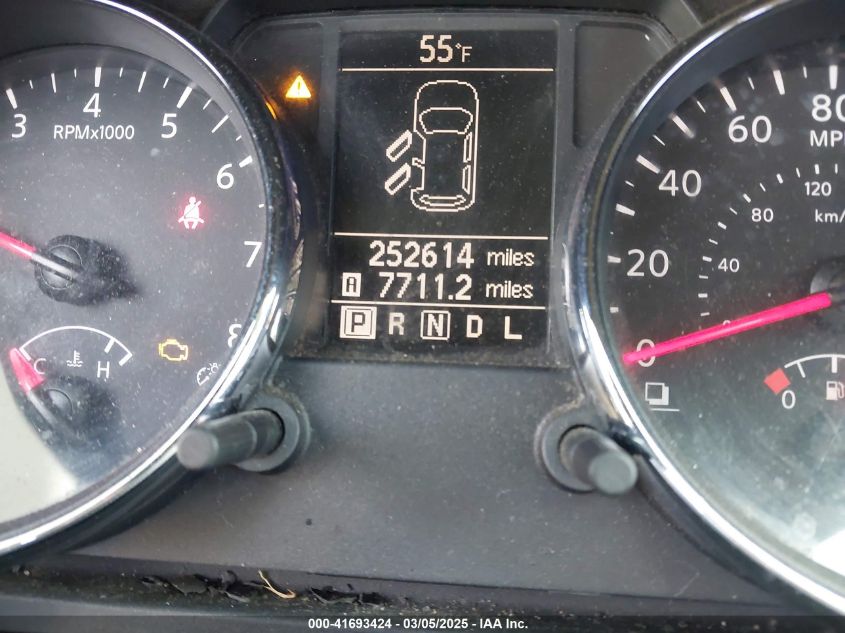 55°F
3 4 5 6 7 8
RPMx1000
C H
252614 miles
A 7711.2 miles
P R N D L
0 20 40 60 80
MPH
40 80 120
km/
0
000-41693424 - 03/05/2025 - IAA Inc.